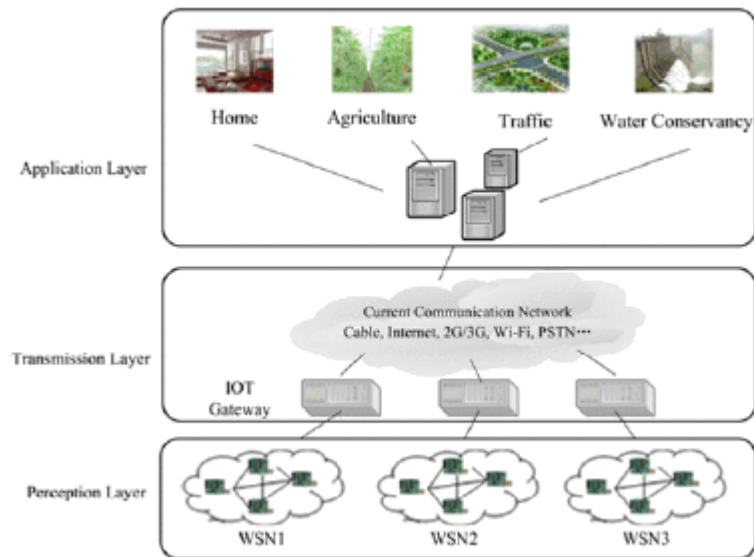 Home
Agriculture
Traffic
Water Conservancy
Application Layer
Current Communication Network
Cable, Internet, 2G/3G, Wi-Fi, PSTN···
Transmission Layer
IOT
Gateway
Perception Layer
WSN1
WSN2
WSN3